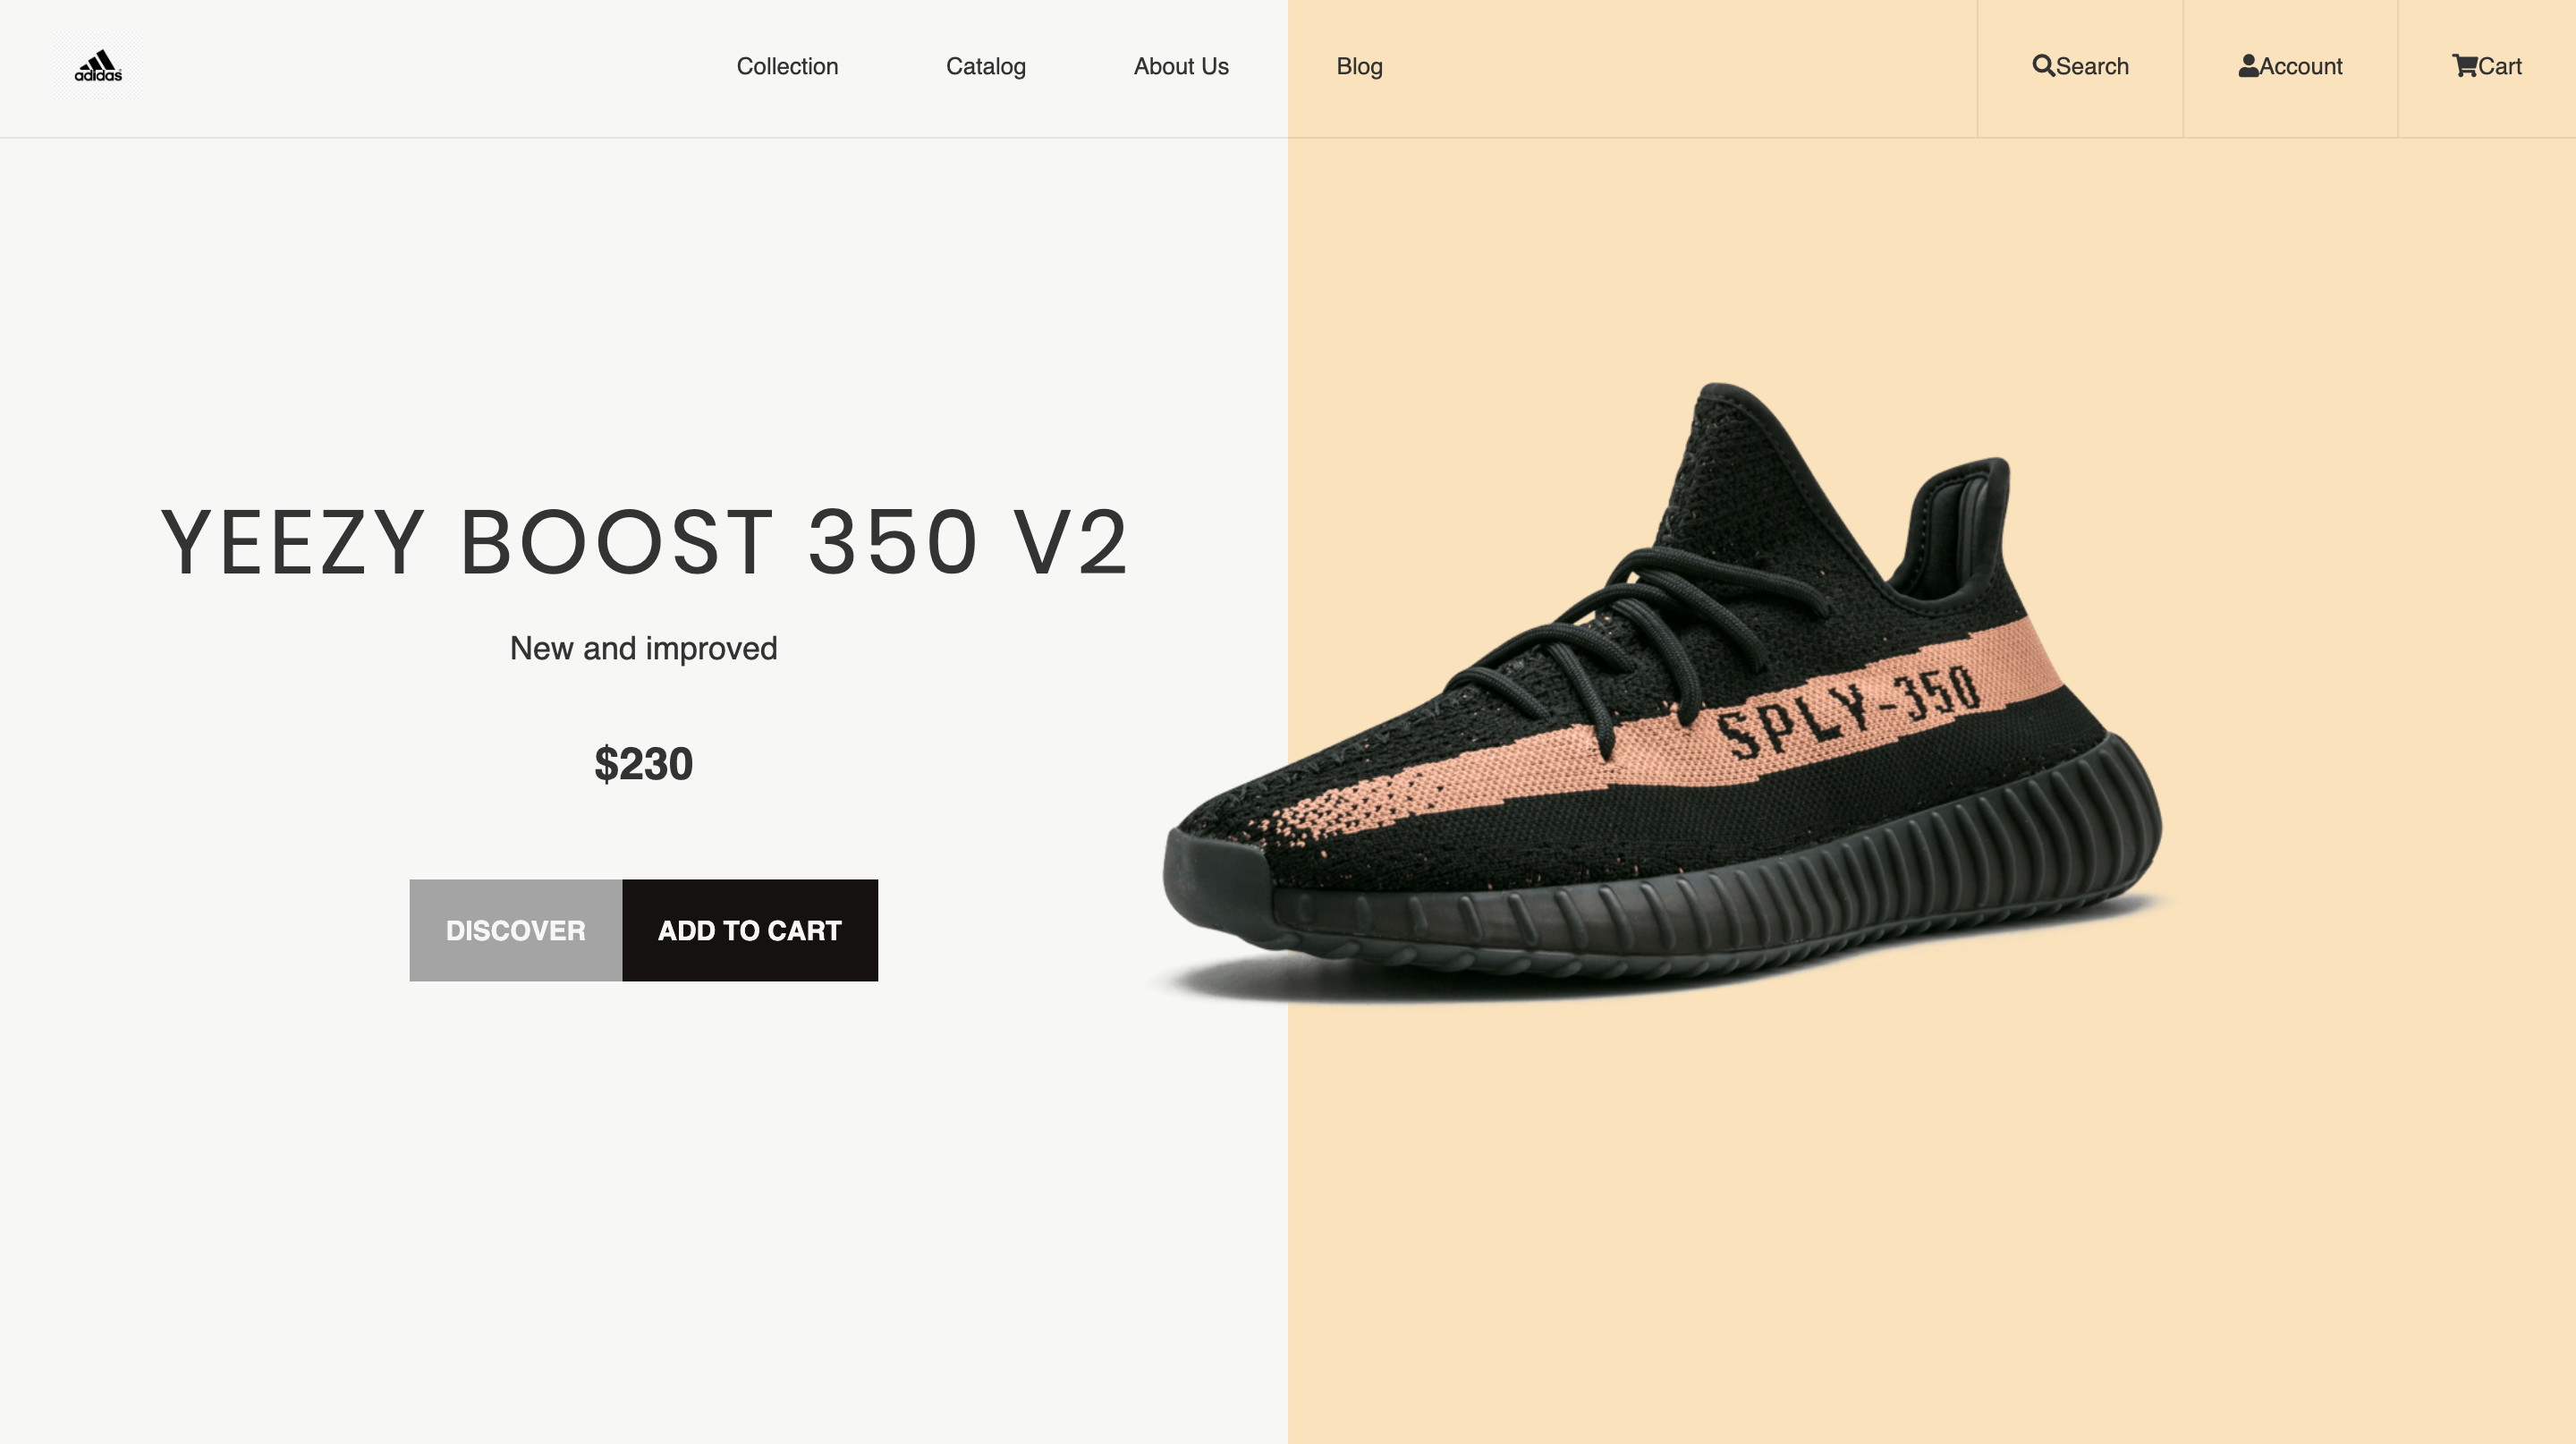 adidas
Collection
Catalog
About Us
Blog
Search
Account
Cart
YEEZY BOOST 350 V2
New and improved
$230
DISCOVER
ADD TO CART
SPLY-350